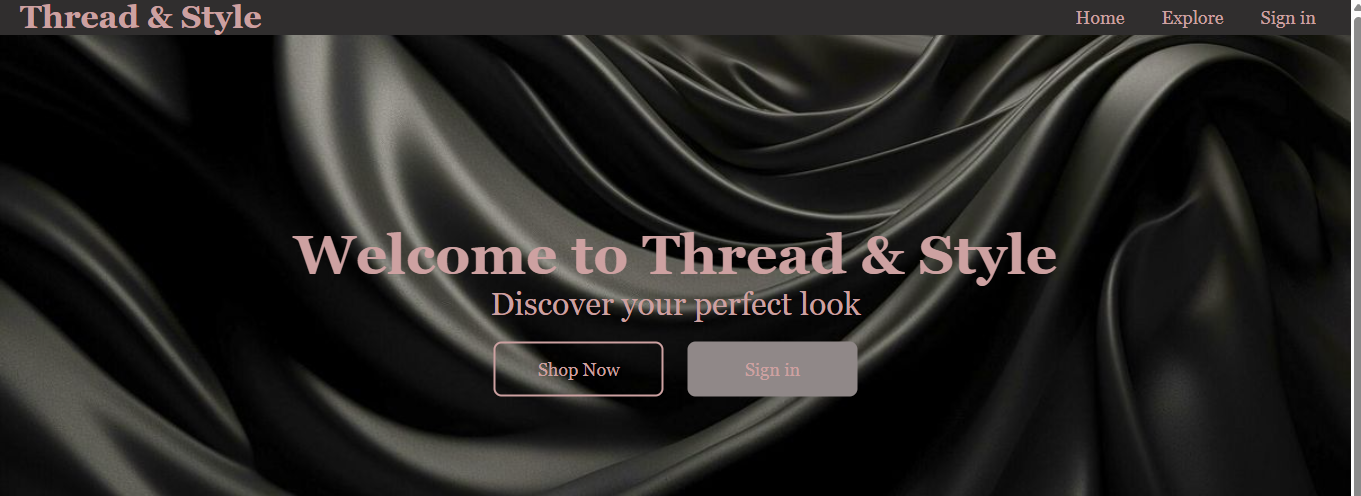 Thread & Style
Home Explore Sign in
Welcome to Thread & Style
Discover your perfect look
Shop Now
Sign in